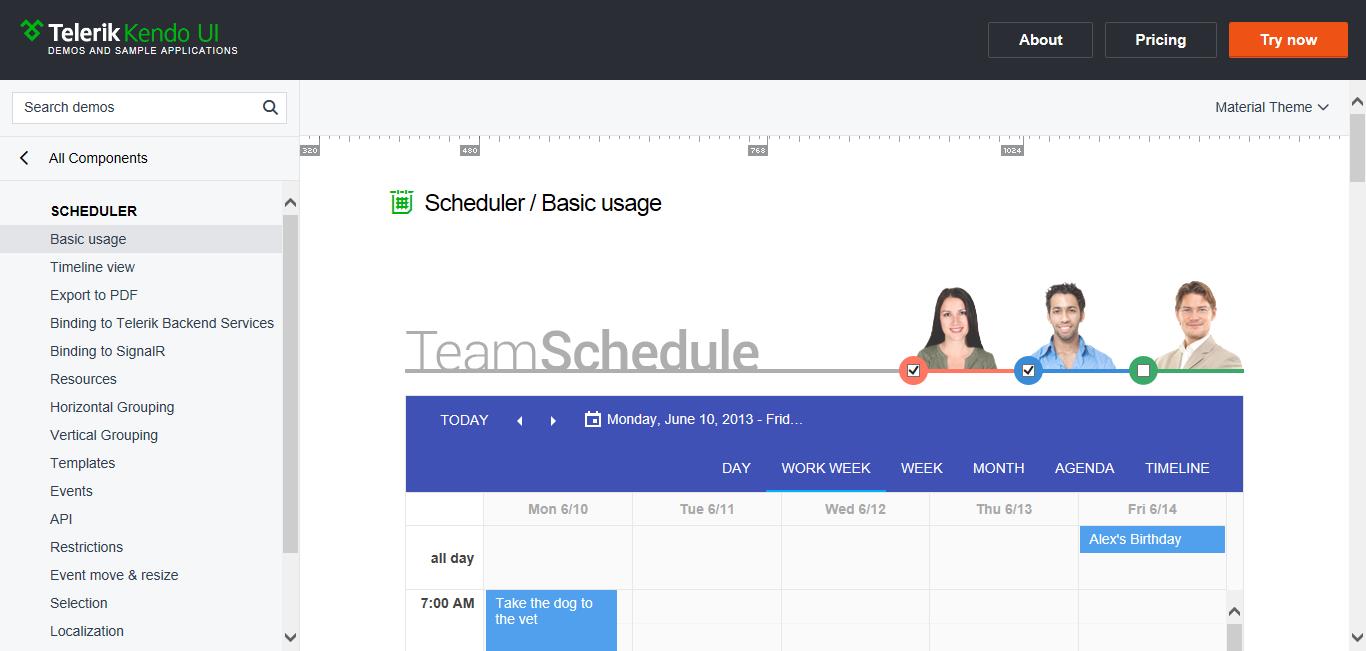 Telerik Kendo UI
DEMOS AND SAMPLE APPLICATIONS
About
Pricing
Try now
Search demos
Material Theme
All Components
320
480
768
1024
SCHEDULER
Basic usage
Timeline view
Export to PDF
Binding to Telerik Backend Services
Binding to SignalR
Resources
Horizontal Grouping
Vertical Grouping
Templates
Events
API
Restrictions
Event move & resize
Selection
Localization
Scheduler / Basic usage
TeamSchedule
TODAY
Monday, June 10, 2013 - Frid...
DAY
WORK WEEK
WEEK
MONTH
AGENDA
TIMELINE
Mon 6/10
Tue 6/11
Wed 6/12
Thu 6/13
Fri 6/14
all day
Alex's Birthday
7:00 AM
Take the dog to
the vet